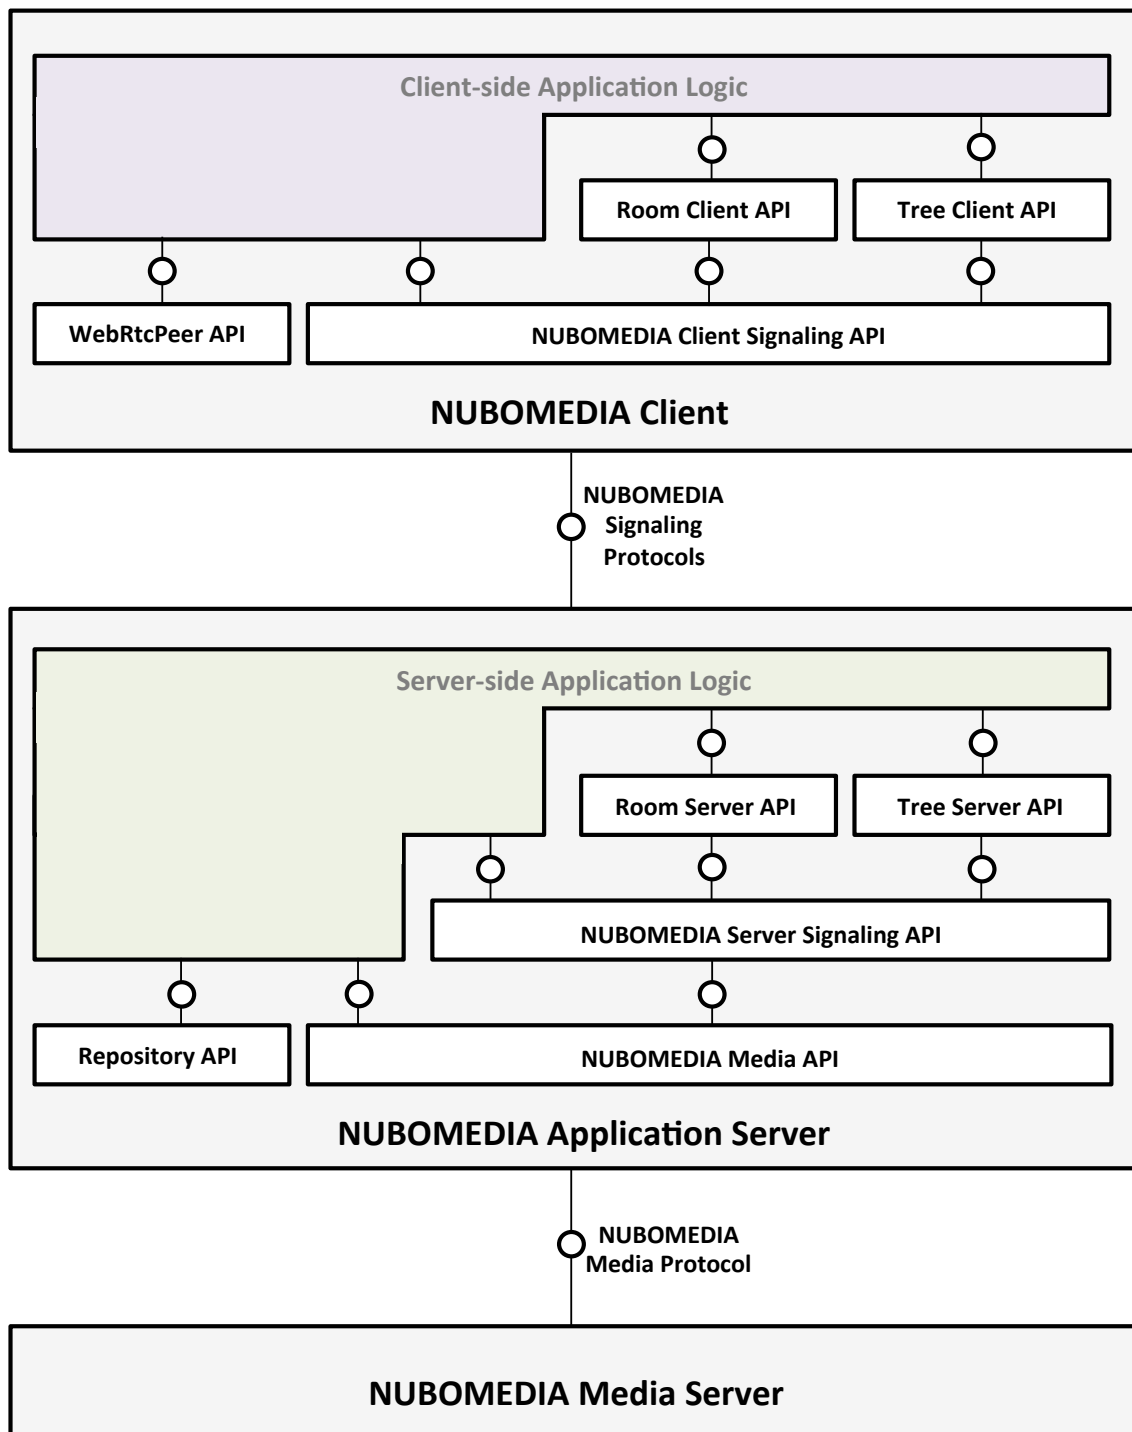 Client-side Application Logic
Room Client API
Tree Client API
WebRtcPeer API
NUBOMEDIA Client Signaling API
NUBOMEDIA Client
NUBOMEDIA
Signaling
Protocols
Server-side Application Logic
Room Server API
Tree Server API
NUBOMEDIA Server Signaling API
Repository API
NUBOMEDIA Media API
NUBOMEDIA Application Server
NUBOMEDIA
Media Protocol
NUBOMEDIA Media Server